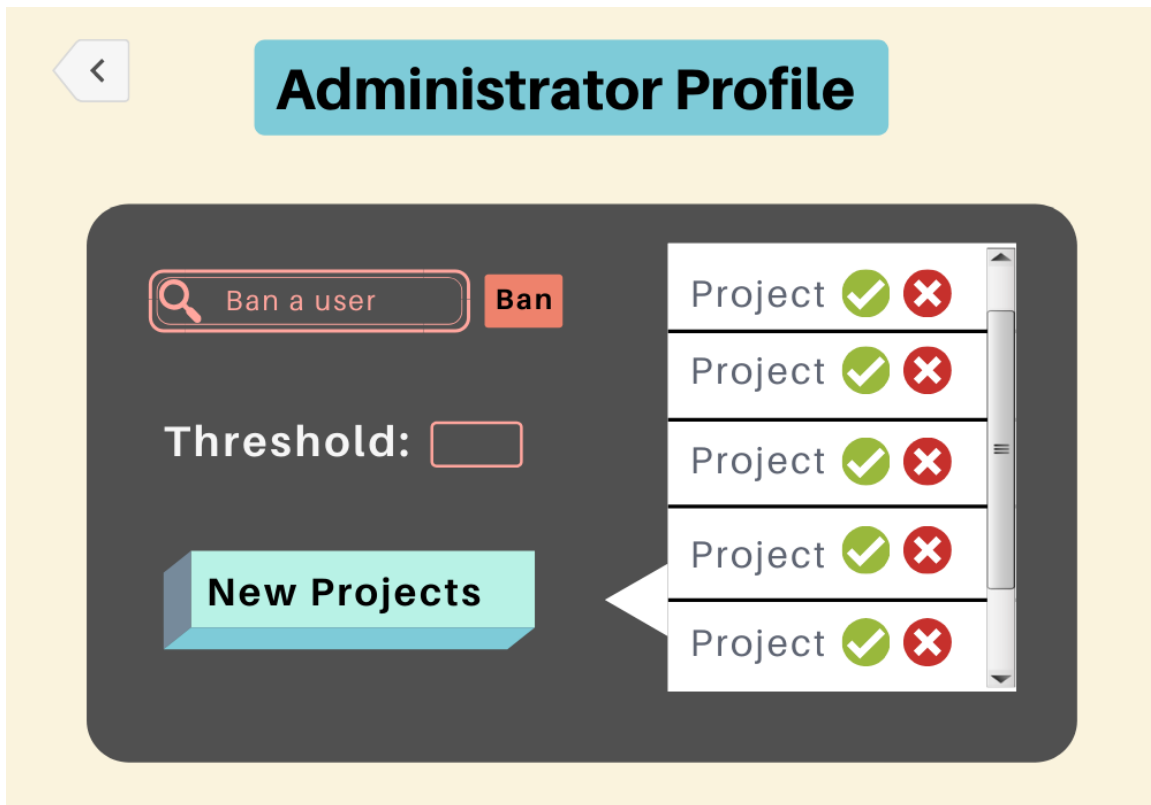 Administrator Profile
Ban a user
Ban
Threshold:
New Projects
Project
Project
Project
Project
Project